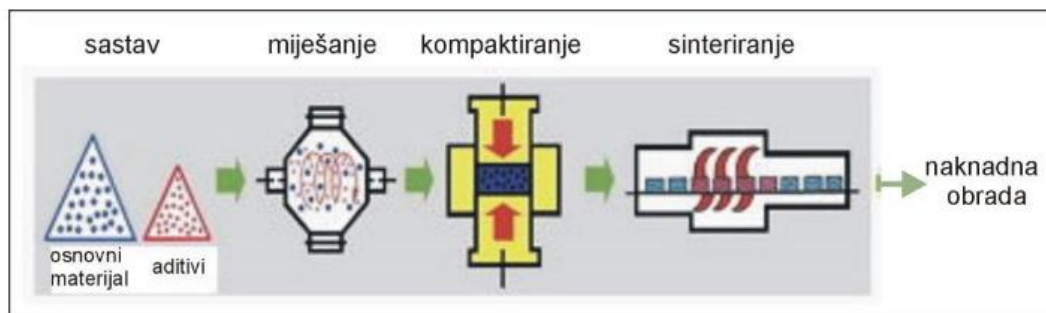 sastav
miješanje
kompaktiranje
sinteriranje
osnovni
materijal
aditivi
naknadna
obrada